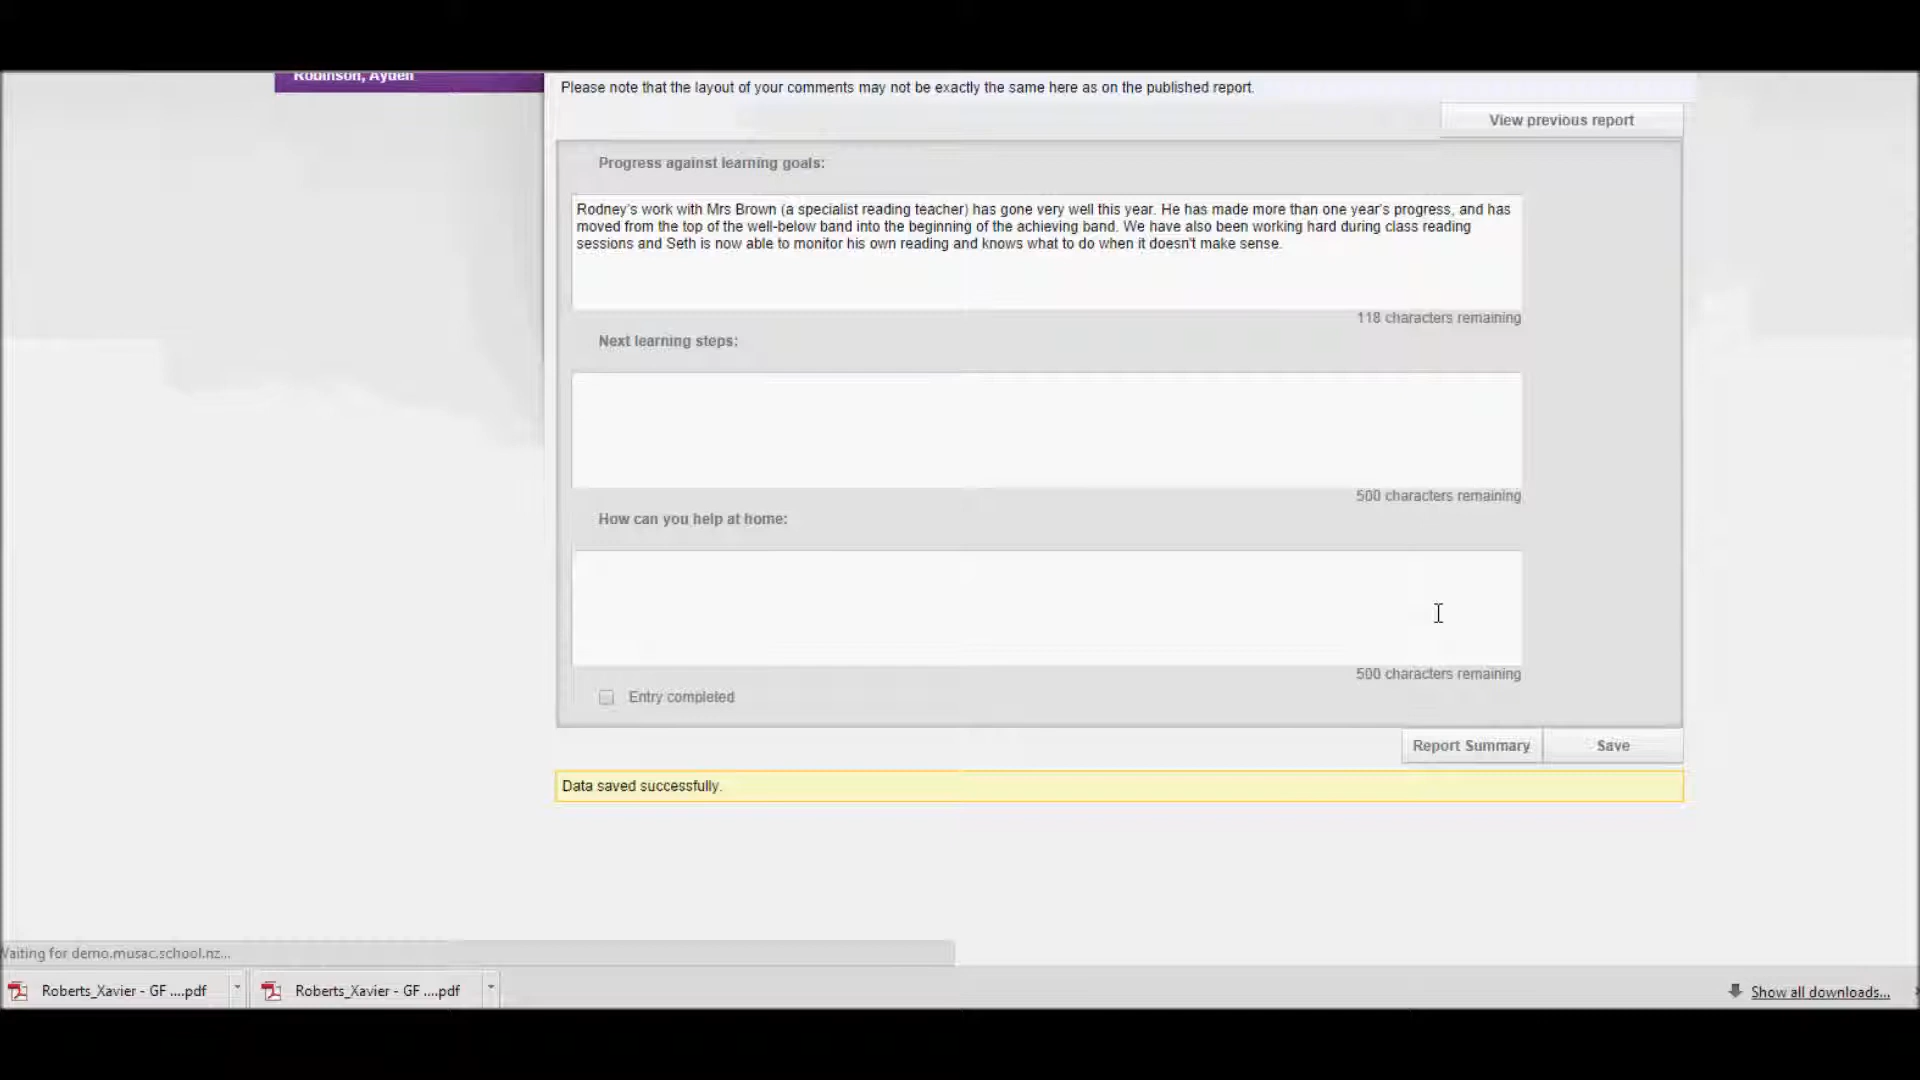 Robinson, Ayden
Please note that the layout of your comments may not be exactly the same here as on the published report.
View previous report
Progress against learning goals:
Rodney's work with Mrs Brown (a specialist reading teacher) has gone very well this year. He has made more than one year's progress, and has
moved from the top of the well-below band into the beginning of the achieving band. We have also been working hard during class reading
sessions and Seth is now able to monitor his own reading and knows what to do when it doesn't make sense.
118 characters remaining
Next learning steps:
500 characters remaining
How can you help at home:
500 characters remaining
Entry completed
Report Summary
Save
Data saved successfully.
Waiting for demo.musac.school.nz...
Roberts_Xavier - GF ....pdf
Roberts_Xavier - GF ....pdf
Show all downloads...